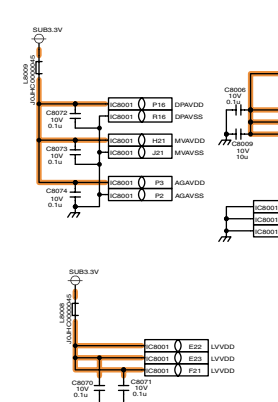 SUB3.3V
L8009
J0JHC0000045
C8072
10V
0.1u
IC8001 P16 DPAVDD
IC8001 R16 DPAVSS
C8073
10V
0.1u
IC8001 H21 MVAVDD
IC8001 J21 MVAVSS
C8074
10V
0.1u
IC8001 P3 AGAVDD
IC8001 P2 AGAVSS
C8006
10V
0.1u
C8009
10V
10u
IC8001
IC8001
IC8001
SUB3.3V
L8008
J0JHC0000045
IC8001 E22 LVVDD
IC8001 E23 LVVDD
IC8001 F21 LVVDD
C8070
10V
0.1u
C8071
10V
0.1u